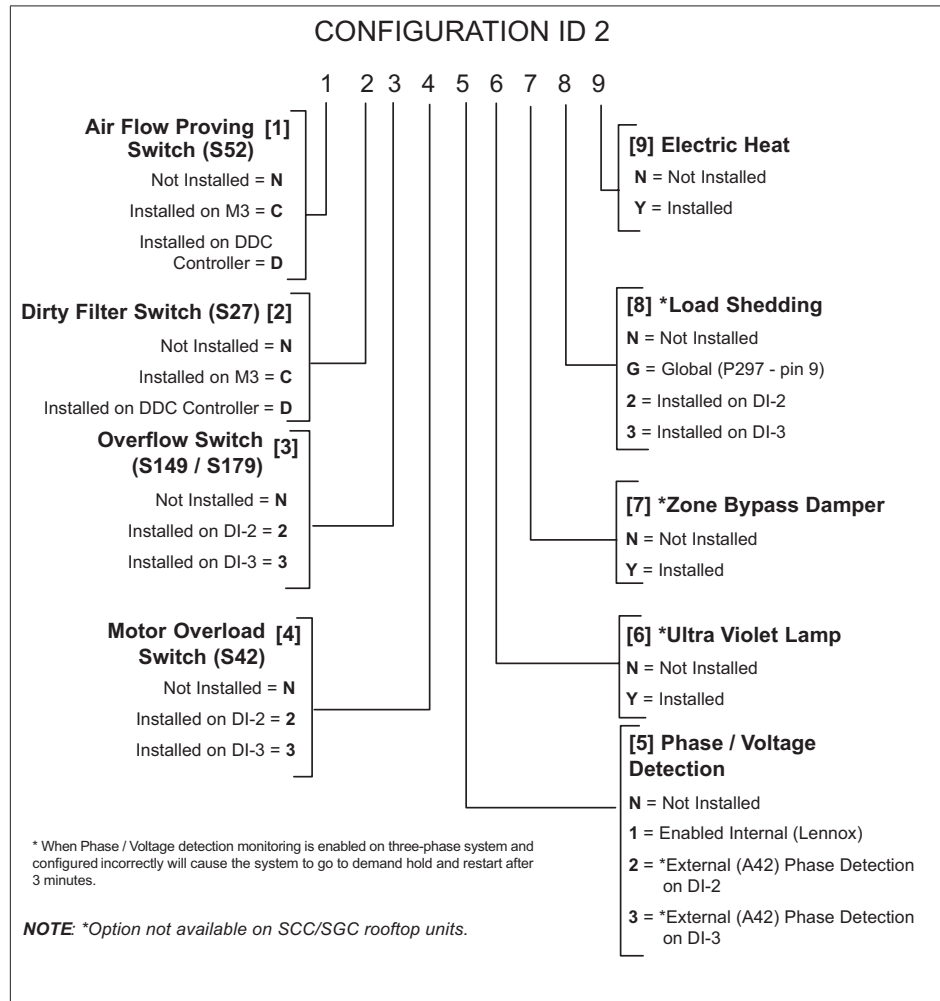 CONFIGURATION ID 2
1 2 3 4 5 6 7 8 9
Air Flow Proving [1]
Switch (S52)
Not Installed = N
Installed on M3 = C
Installed on DDC
Controller = D
Dirty Filter Switch (S27) [2]
Not Installed = N
Installed on M3 = C
Installed on DDC Controller = D
Overflow Switch [3]
(S149 / S179)
Not Installed = N
Installed on DI-2 = 2
Installed on DI-3 = 3
Motor Overload [4]
Switch (S42)
Not Installed = N
Installed on DI-2 = 2
Installed on DI-3 = 3
[9] Electric Heat
N = Not Installed
Y = Installed
[8] *Load Shedding
N = Not Installed
G = Global (P297 - pin 9)
2 = Installed on DI-2
3 = Installed on DI-3
[7] *Zone Bypass Damper
N = Not Installed
Y = Installed
[6] *Ultra Violet Lamp
N = Not Installed
Y = Installed
[5] Phase / Voltage
Detection
N = Not Installed
1 = Enabled Internal (Lennox)
2 = *External (A42) Phase Detection
on DI-2
3 = *External (A42) Phase Detection
on DI-3
* When Phase / Voltage detection monitoring is enabled on three-phase system and
configured incorrectly will cause the system to go to demand hold and restart after
3 minutes.
NOTE: *Option not available on SCC/SGC rooftop units.